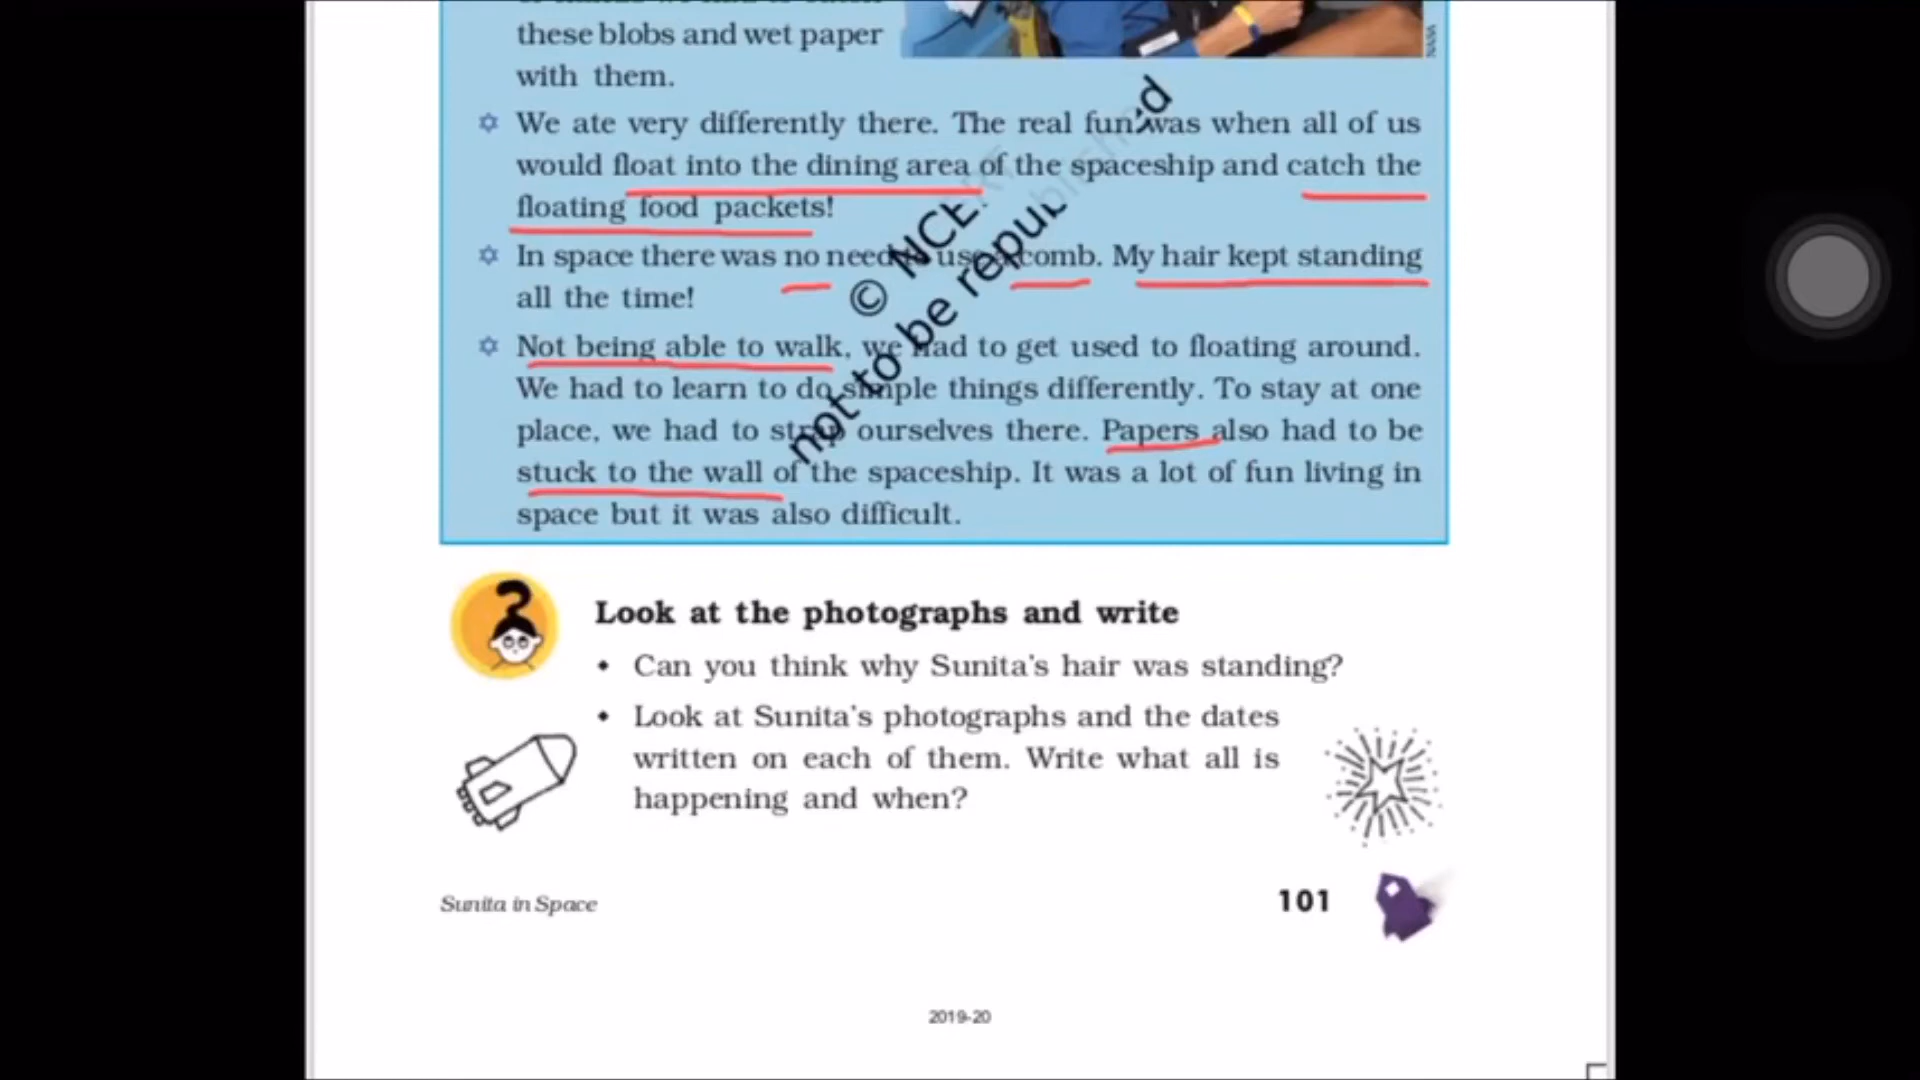 these blobs and wet paper
with them.
NASA
We ate very differently there. The real fun was when all of us
would float into the dining area of the spaceship and catch the
floating food packets!
In space there was no need to use a comb. My hair kept standing
all the time!
Not being able to walk, we had to get used to floating around.
We had to learn to do simple things differently. To stay at one
place, we had to strap ourselves there. Papers also had to be
stuck to the wall of the spaceship. It was a lot of fun living in
space but it was also difficult.
© NCERT
not to be republished
Look at the photographs and write
• Can you think why Sunita's hair was standing?
• Look at Sunita's photographs and the dates
written on each of them. Write what all is
happening and when?
Sunita in Space
101
2019-20